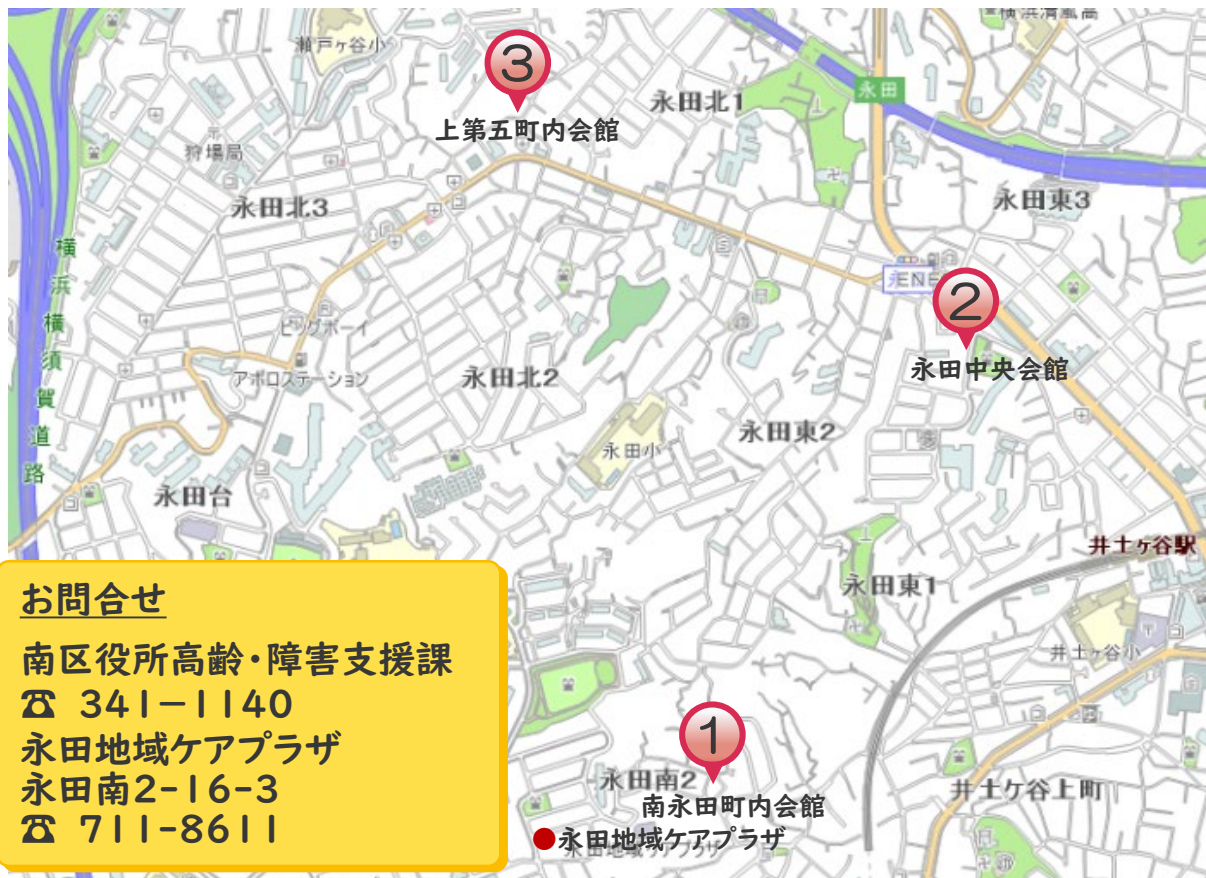 横浜清風高
瀬戸ヶ谷小
3
永田
永田北1
上第五町内会館
狩場局
永田東3
永田北3
横浜横須賀道路
2
ビッグボーイ
アポロステーション
永田北2
永田中央会館
永田東2
永田小
永田台
井土ヶ谷駅
永田東1
井土ヶ谷小
お問合せ
南区役所高齢・障害支援課
☎ 341-1140
永田地域ケアプラザ
永田南2-16-3
☎ 711-8611
1
永田南2
井土ケ谷上町
南永田町内会館
永田地域ケアプラザ